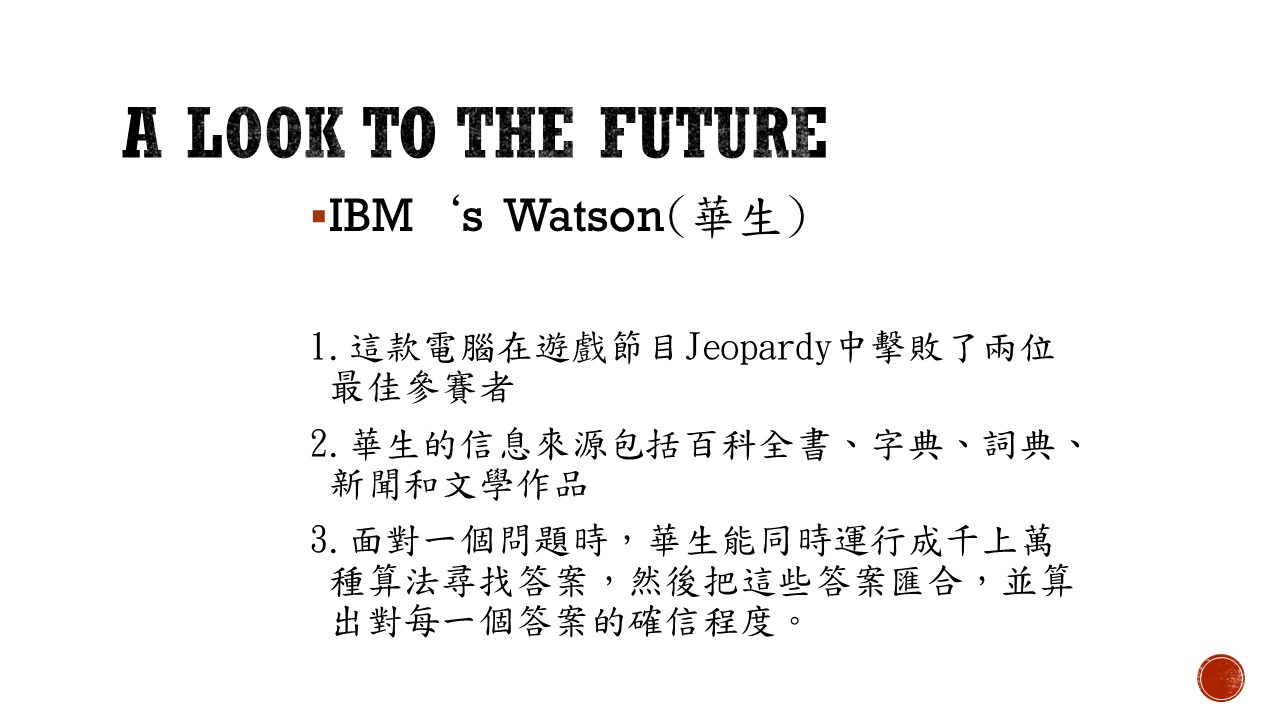 A LOOK TO THE FUTURE
▪IBM ‘s Watson(華生)
1.這款電腦在遊戲節目Jeopardy中擊敗了兩位
最佳參賽者
2.華生的信息來源包括百科全書、字典、詞典、
新聞和文學作品
3.面對一個問題時，華生能同時運行成千上萬
種算法尋找答案，然後把這些答案匯合，並算
出對每一個答案的確信程度。